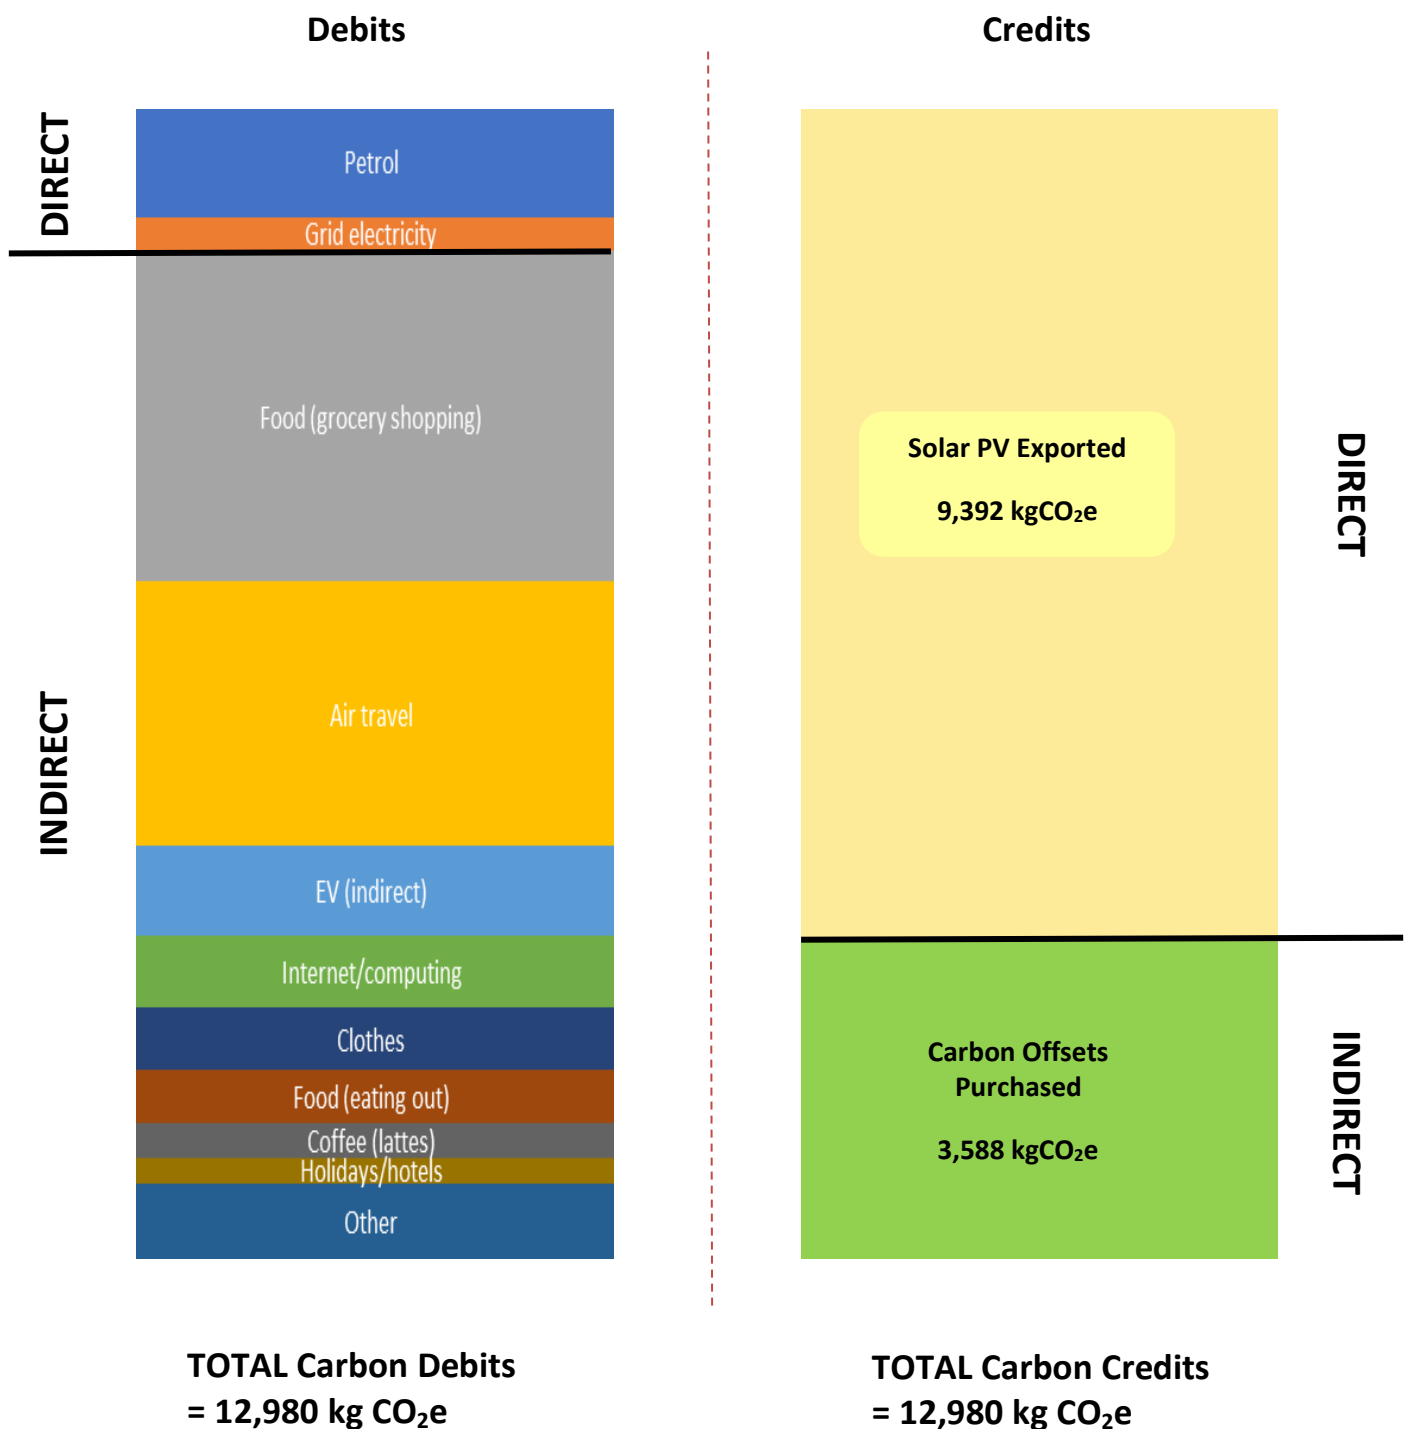 Debits
DIRECT
Petrol
Grid electricity
INDIRECT
Food (grocery shopping)
Air travel
EV (indirect)
Internet/computing
Clothes
Food (eating out)
Coffee (lattes)
Holidays/hotels
Other
TOTAL Carbon Debits
= 12,980 kg CO₂e
Credits
DIRECT
Solar PV Exported
9,392 kgCO₂e
INDIRECT
Carbon Offsets
Purchased
3,588 kgCO₂e
TOTAL Carbon Credits
= 12,980 kg CO₂e